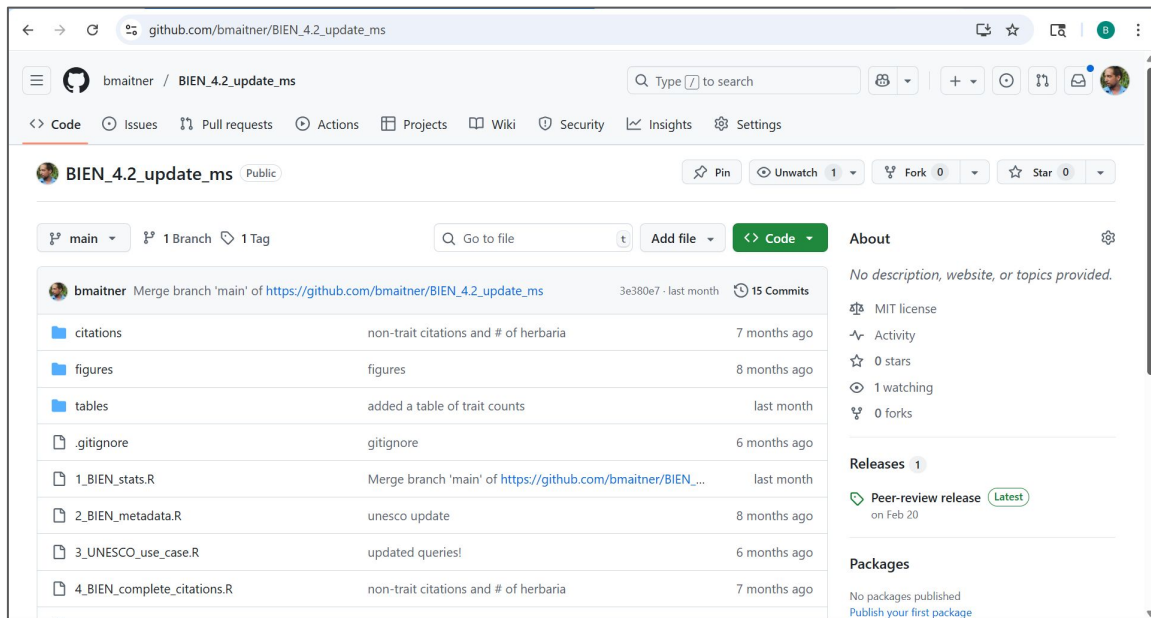 github.com/bmaitner/BIEN_4.2_update_ms
B
bmaitner / BIEN_4.2_update_ms
Type / to search
<> Code Issues Pull requests Actions Projects Wiki Security Insights Settings
BIEN_4.2_update_ms Public
Pin Unwatch 1 Fork 0 Star 0
main 1 Branch 1 Tag Go to file t Add file <> Code
bmaitner Merge branch 'main' of https://github.com/bmaitner/BIEN_4.2_update_ms 3e380e7 · last month 15 Commits
citations non-trait citations and # of herbaria 7 months ago
figures figures 8 months ago
tables added a table of trait counts last month
.gitignore gitignore 6 months ago
1_BIEN_stats.R Merge branch 'main' of https://github.com/bmaitner/BIEN_... last month
2_BIEN_metadata.R unesco update 8 months ago
3_UNESCO_use_case.R updated queries! 6 months ago
4_BIEN_complete_citations.R non-trait citations and # of herbaria 7 months ago
About
No description, website, or topics provided.
MIT license
Activity
0 stars
1 watching
0 forks
Releases 1
Peer-review release Latest
on Feb 20
Packages
No packages published
Publish your first package